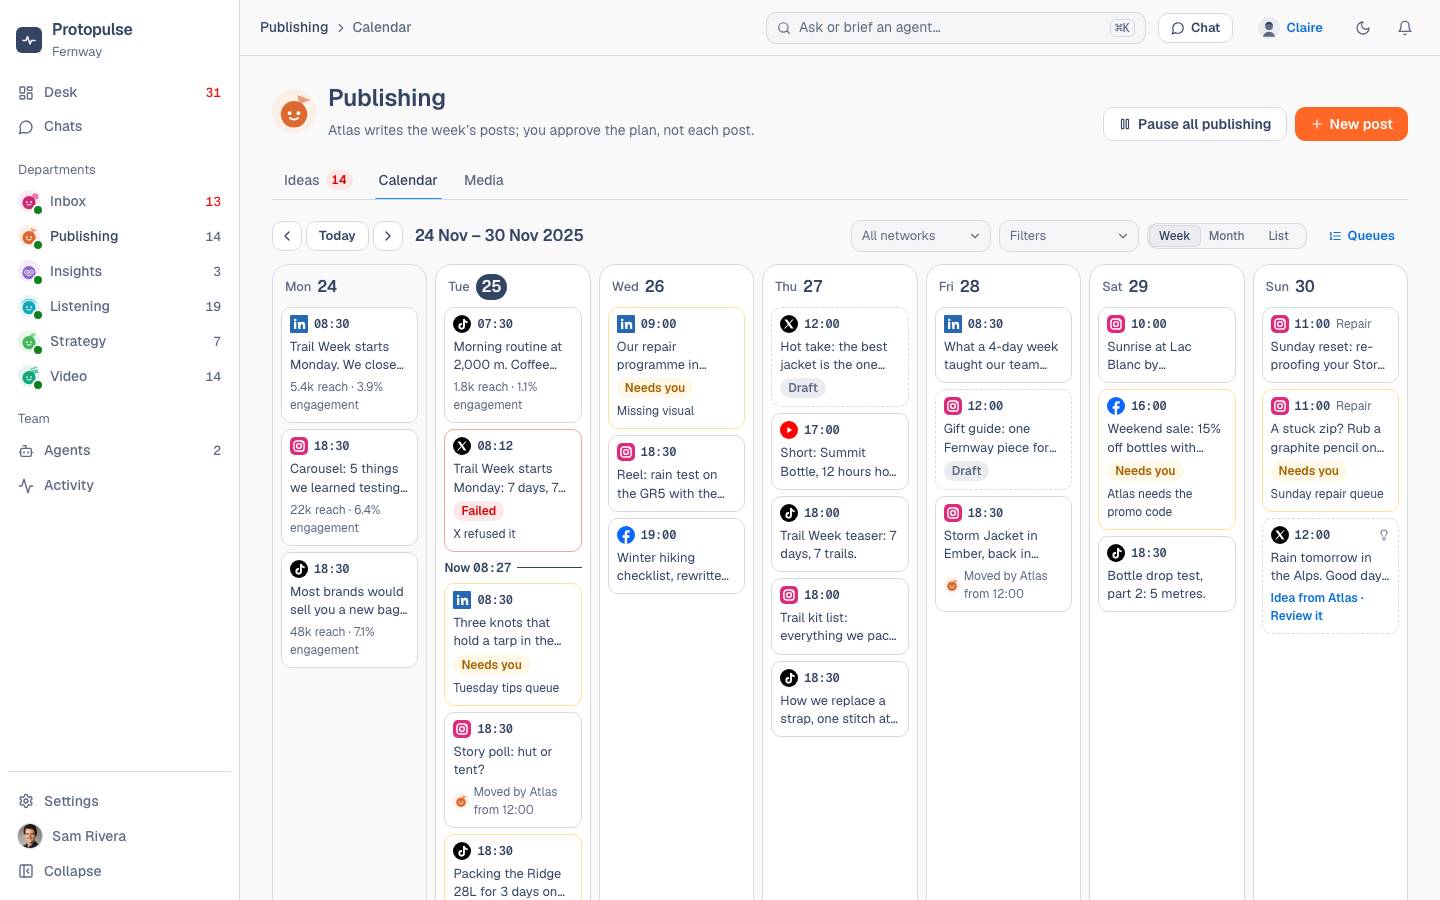 Protopulse
Fernway
Desk 31
Chats
Departments
Inbox 13
Publishing 14
Insights 3
Listening 19
Strategy 7
Video 14
Team
Agents 2
Activity
Settings
Sam Rivera
Collapse
Publishing > Calendar
Ask or brief an agent… ⌘K
Chat
Claire
Publishing
Atlas writes the week's posts; you approve the plan, not each post.
Pause all publishing
+ New post
Ideas 14
Calendar
Media
Today
24 Nov – 30 Nov 2025
All networks
Filters
Week
Month
List
Queues
Mon 24
08:30
Trail Week starts
Monday. We close…
5.4k reach · 3.9%
engagement
18:30
Carousel: 5 things
we learned testing…
22k reach · 6.4%
engagement
18:30
Most brands would
sell you a new bag…
48k reach · 7.1%
engagement
Tue 25
07:30
Morning routine at
2,000 m. Coffee…
1.8k reach · 1.1%
engagement
08:12
Trail Week starts
Monday: 7 days, 7…
Failed
X refused it
Now 08:27
08:30
Three knots that
hold a tarp in the…
Needs you
Tuesday tips queue
18:30
Story poll: hut or
tent?
Moved by Atlas
from 12:00
18:30
Packing the Ridge
28L for 3 days on…
Wed 26
09:00
Our repair
programme in…
Needs you
Missing visual
18:30
Reel: rain test on
the GR5 with the…
19:00
Winter hiking
checklist, rewritte…
Thu 27
12:00
Hot take: the best
jacket is the one…
Draft
17:00
Short: Summit
Bottle, 12 hours ho…
18:00
Trail Week teaser: 7
days, 7 trails.
18:00
Trail kit list:
everything we pac…
18:30
How we replace a
strap, one stitch at…
Fri 28
08:30
What a 4-day week
taught our team…
12:00
Gift guide: one
Fernway piece for…
Draft
18:30
Storm Jacket in
Ember, back in…
Moved by Atlas
from 12:00
Sat 29
10:00
Sunrise at Lac
Blanc by…
16:00
Weekend sale: 15%
off bottles with…
Needs you
Atlas needs the
promo code
18:30
Bottle drop test,
part 2: 5 metres.
Sun 30
11:00 Repair
Sunday reset: re-
proofing your Stor…
11:00 Repair
A stuck zip? Rub a
graphite pencil on…
Needs you
Sunday repair queue
12:00
Rain tomorrow in
the Alps. Good day…
Idea from Atlas ·
Review it